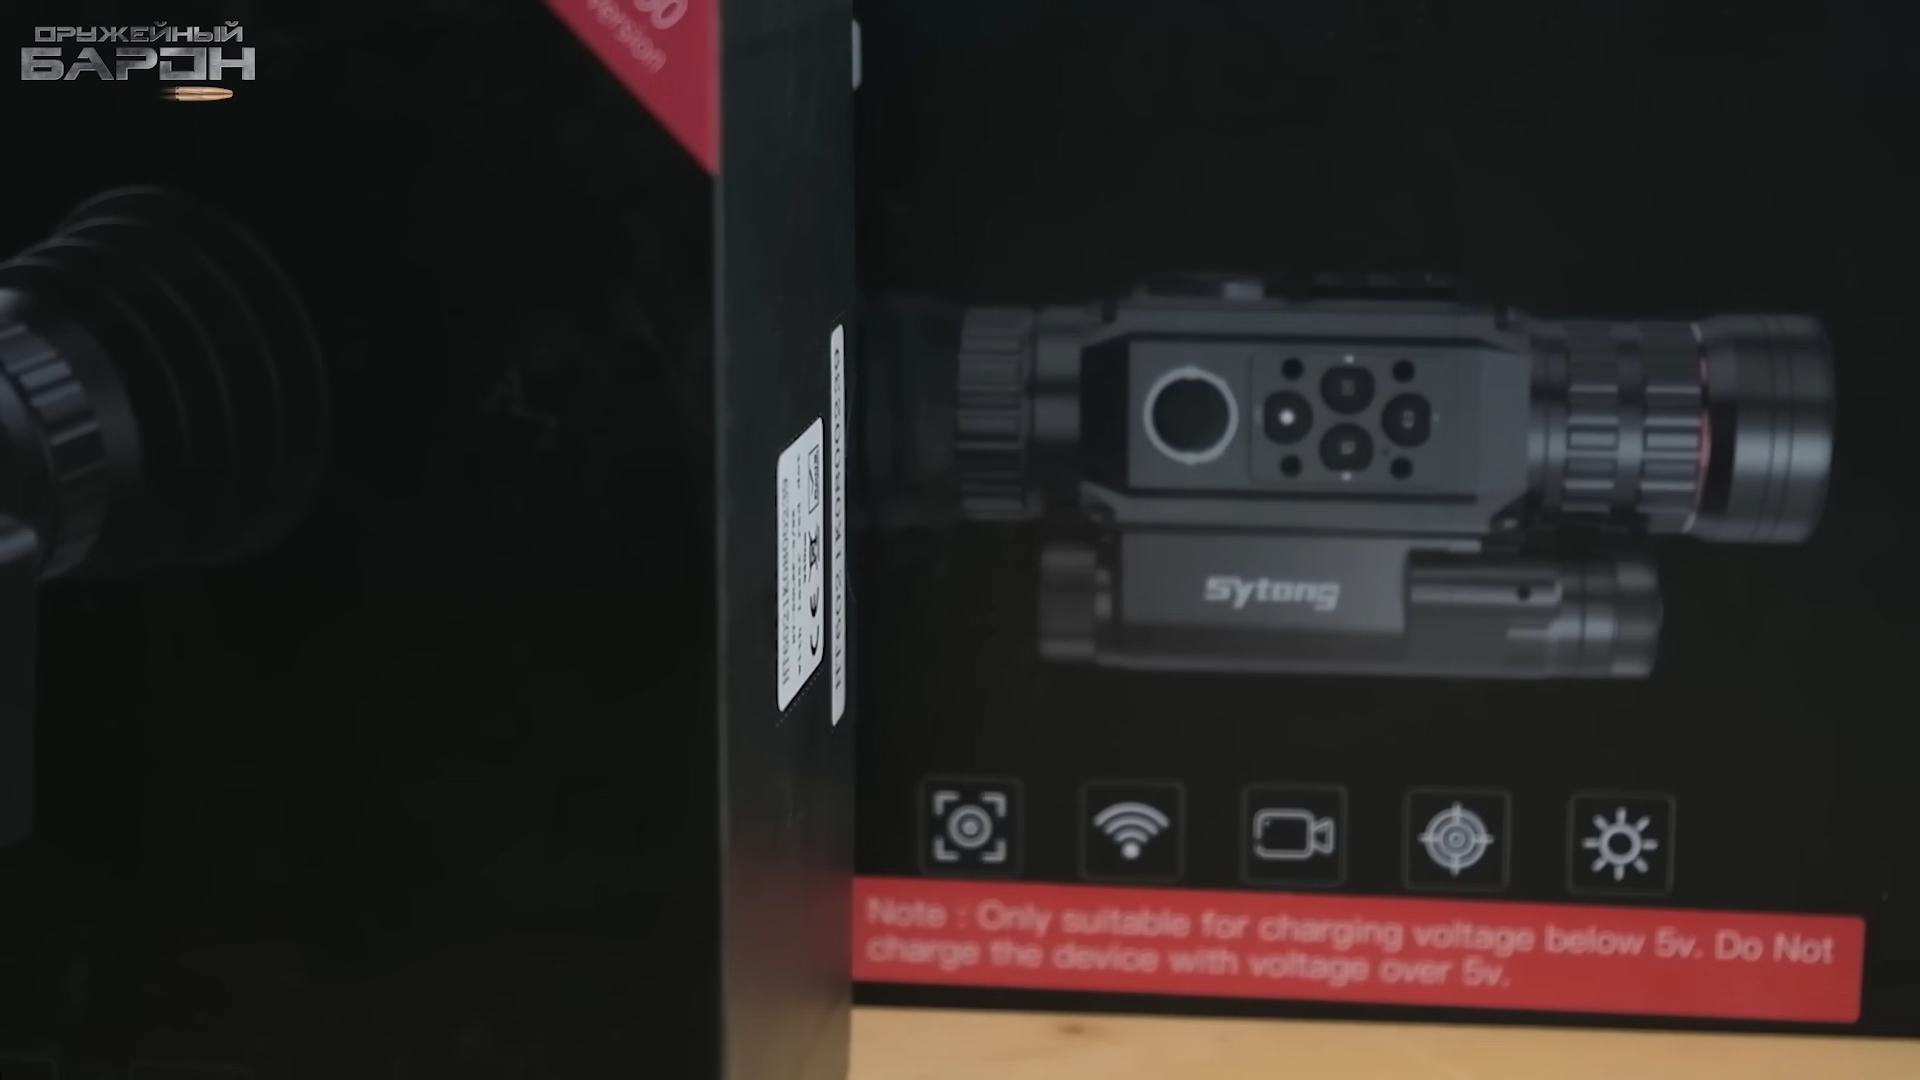 ОРУЖЕЙНЫЙ
БАРОН
Version
Sytong
Note : Only suitable for charging voltage below 5v. Do Not
charge the device with voltage over 5v.